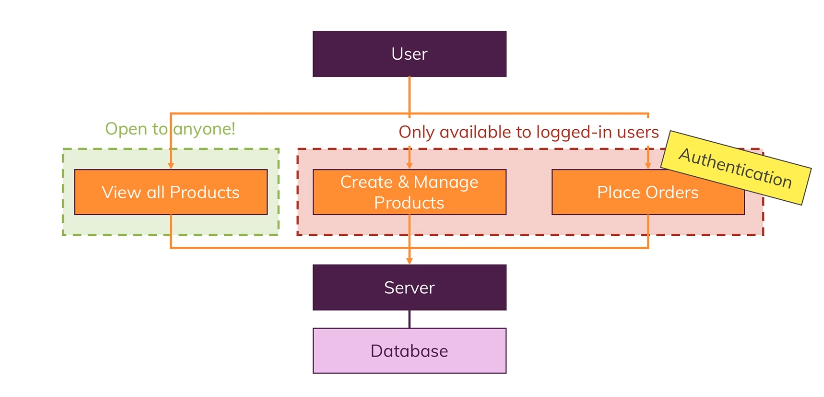 User
Open to anyone!
Only available to logged-in users
Authentication
View all Products
Create & Manage
Products
Place Orders
Server
Database